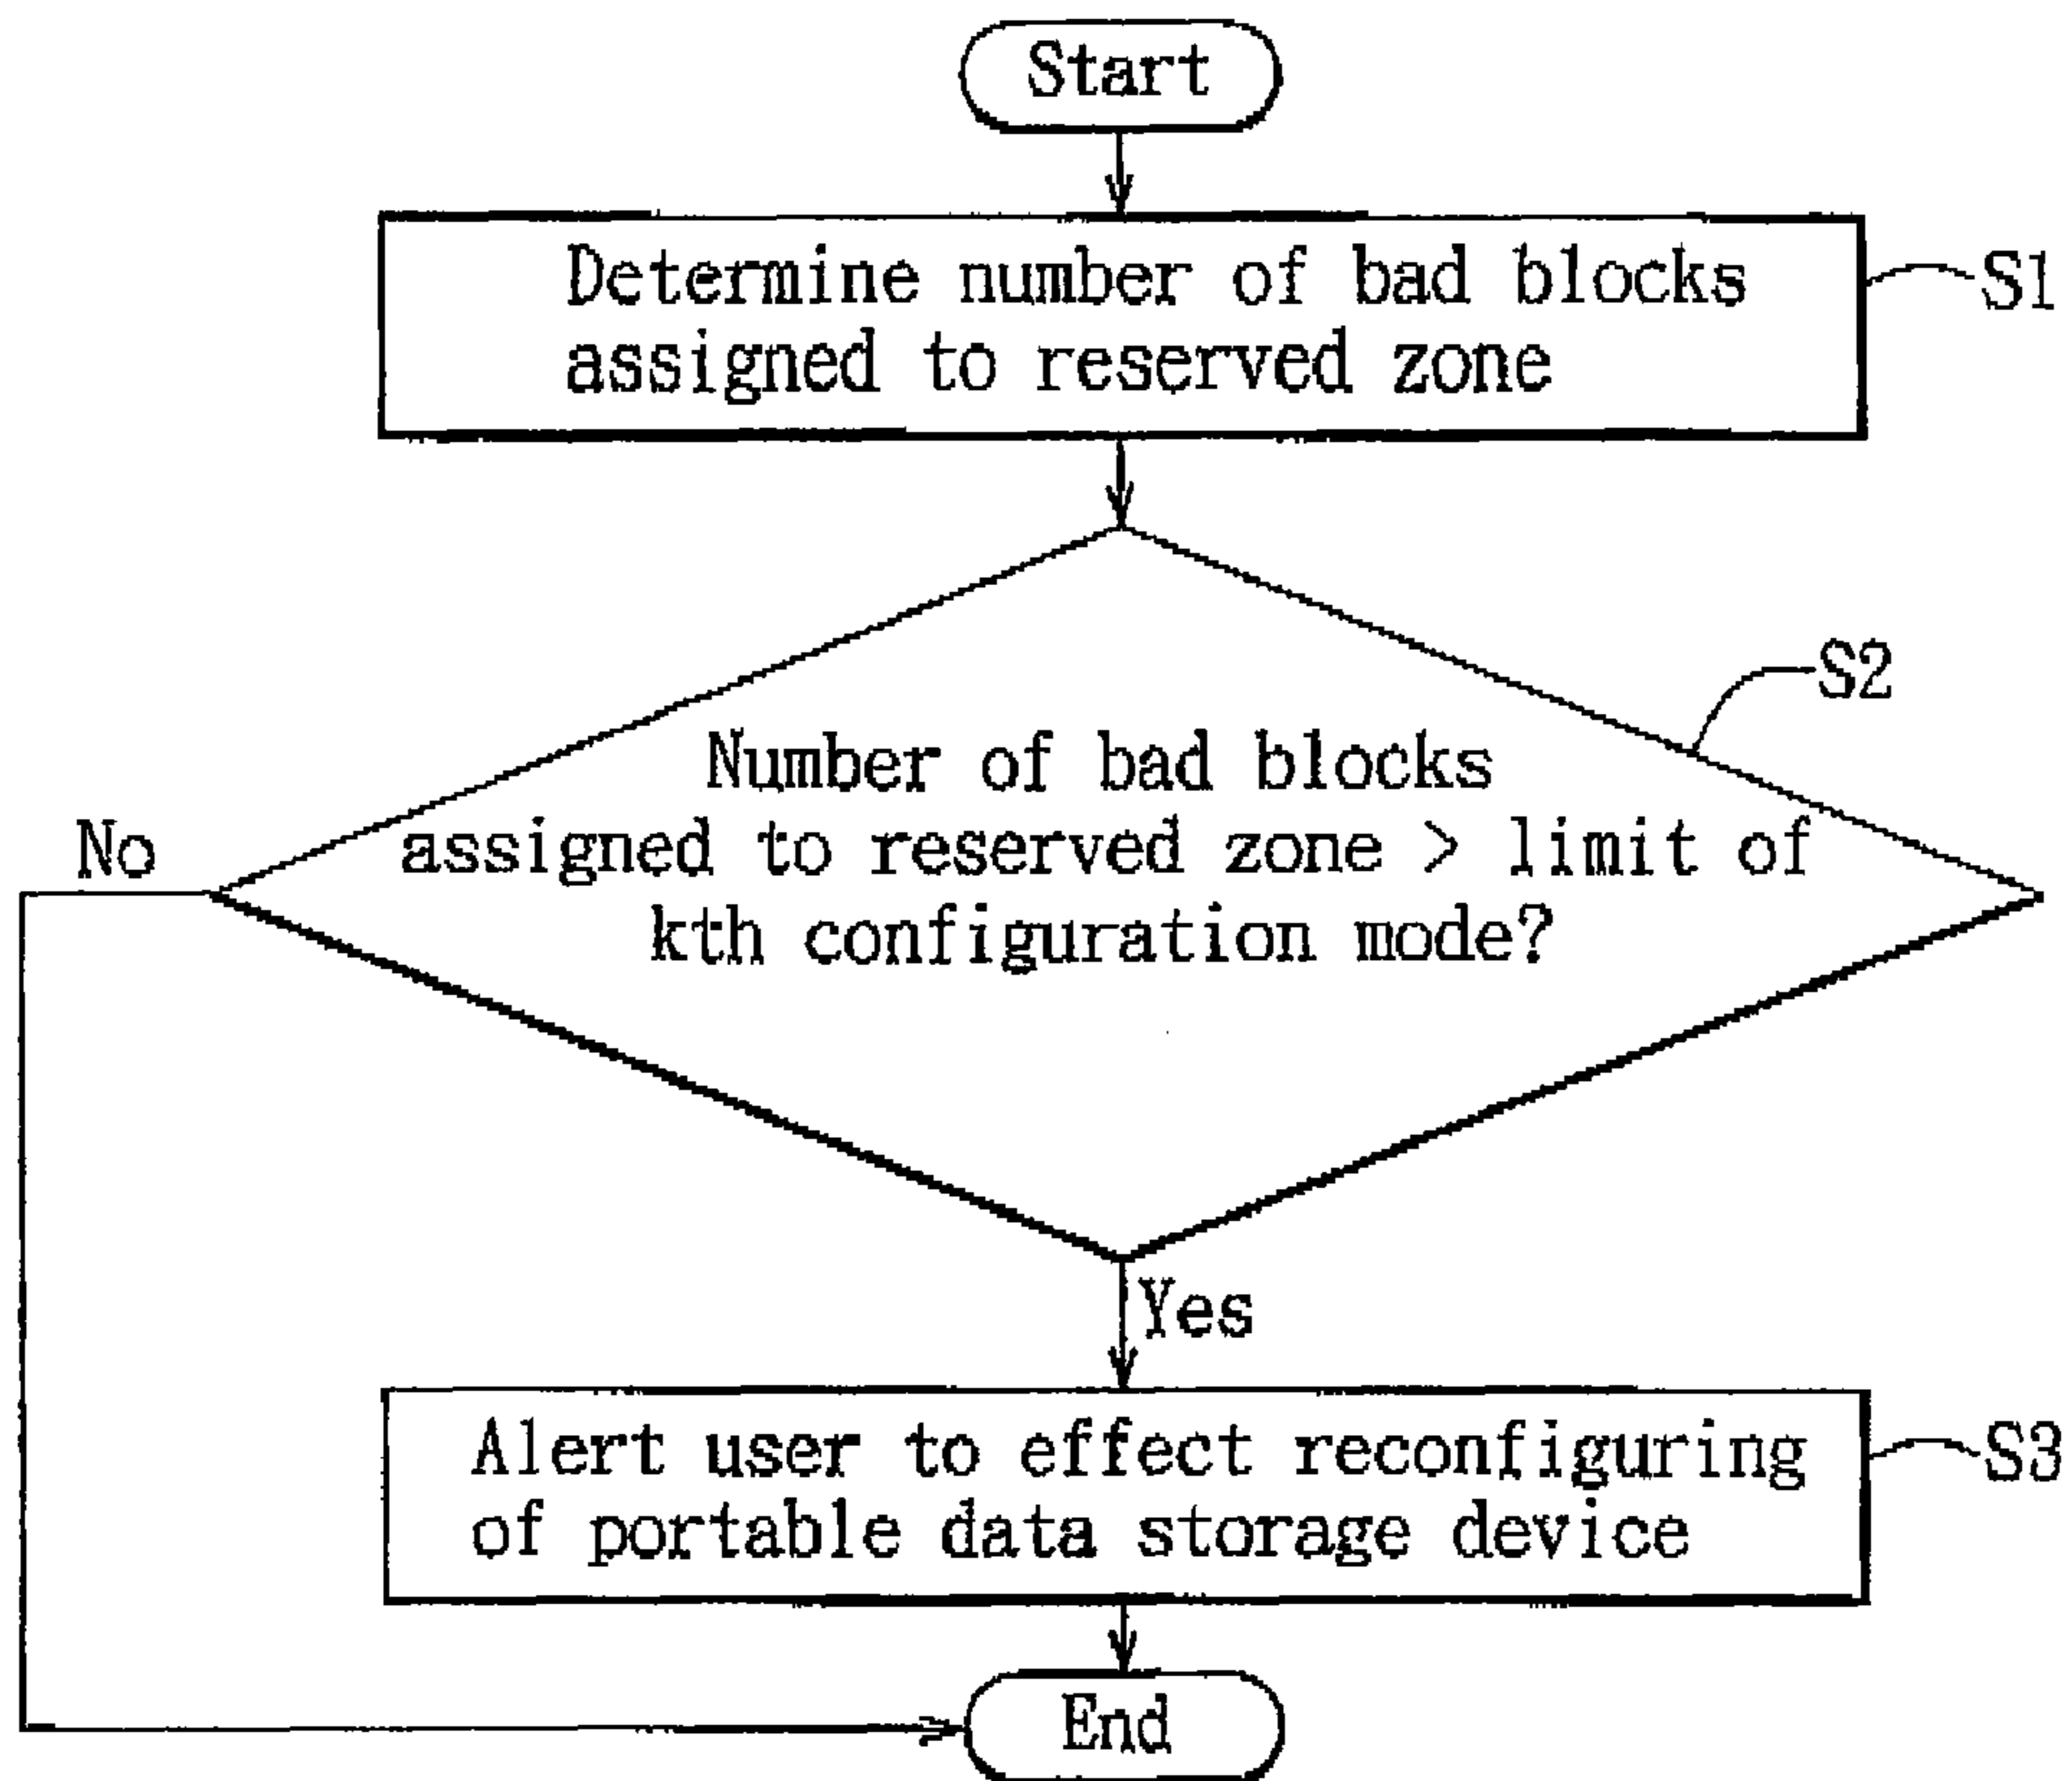 Start
Determine number of bad blocks
assigned to reserved zone
S1
S2
Number of bad blocks
assigned to reserved zone > limit of
kth configuration mode?
No
Yes
Alert user to effect reconfiguring
of portable data storage device
S3
End